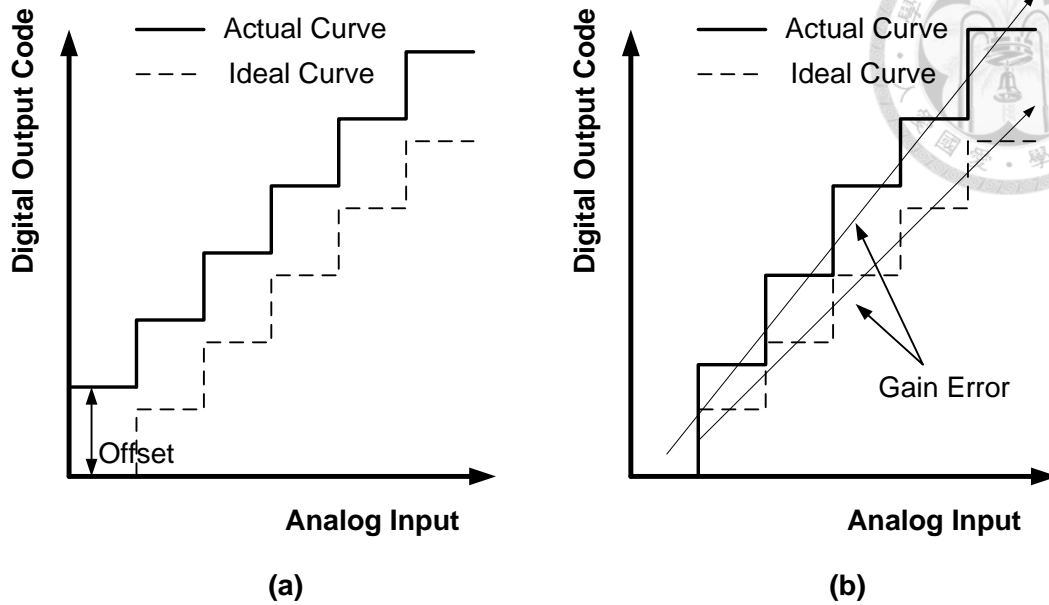 Digital Output Code
Actual Curve
Ideal Curve
Offset
Analog Input
(a)
Digital Output Code
Actual Curve
Ideal Curve
Gain Error
Analog Input
(b)